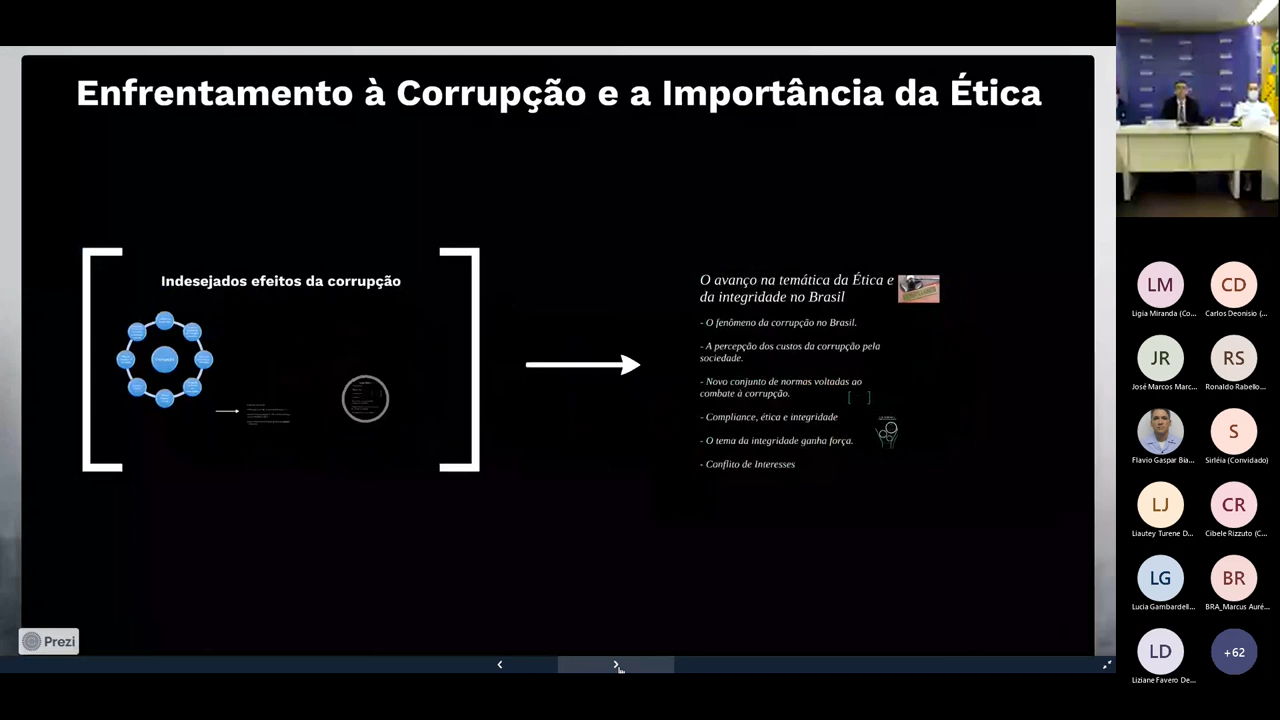 Enfrentamento à Corrupção e a Importância da Ética
Indesejados efeitos da corrupção
O avanço na temática da Ética e
da integridade no Brasil
- O fenômeno da corrupção no Brasil.
- A percepção dos custos da corrupção pela
sociedade.
- Novo conjunto de normas voltadas ao
combate à corrupção.
- Compliance, ética e integridade
- O tema da integridade ganha força.
- Conflito de Interesses
Prezi
LM
CD
Ligia Miranda (Co...
Carlos Deonisio (...
JR
RS
José Marcos Marc...
Ronaldo Rabello...
S
Flavio Gaspar Bia...
Sirléia (Convidado)
LJ
CR
Liautey Turene D...
Cibele Rizzuto (C...
LG
BR
Lucia Gambardell...
BRA_Marcus Auré...
LD
+62
Liziane Favero De...